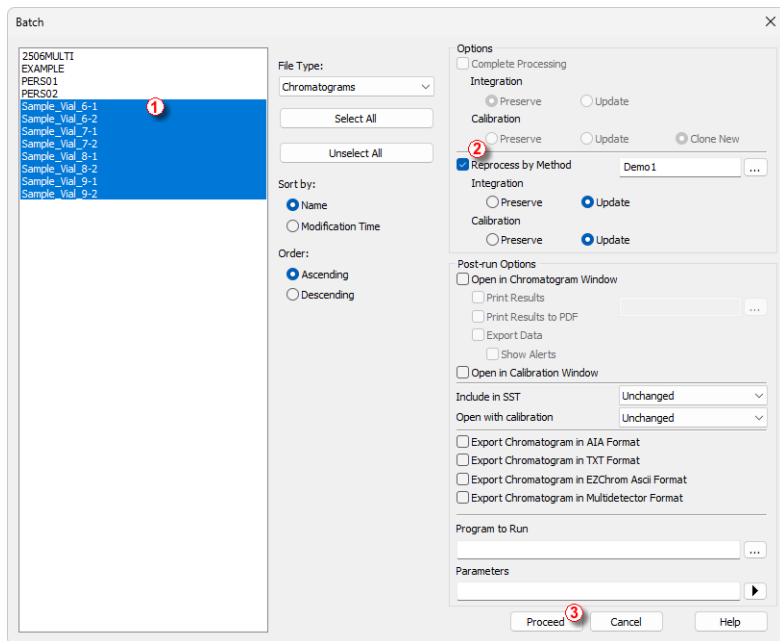 Batch
2506MULTI
EXAMPLE
PERS01
PERS02
Sample_Vial_6-1
Sample_Vial_6-2
Sample_Vial_7-1
Sample_Vial_7-2
Sample_Vial_8-1
Sample_Vial_8-2
Sample_Vial_9-1
Sample_Vial_9-2
1
File Type:
Chromatograms
Select All
Unselect All
Sort by:
Name
Modification Time
Order:
Ascending
Descending
Options
Complete Processing
Integration
Preserve Update
Calibration
Preserve Update Clone New
2
Reprocess by Method Demo1 ...
Integration
Preserve Update
Calibration
Preserve Update
Post-run Options
Open in Chromatogram Window
Print Results ...
Print Results to PDF
Export Data
Show Alerts
Open in Calibration Window
Include in SST Unchanged
Open with calibration Unchanged
Export Chromatogram in AIA Format
Export Chromatogram in TXT Format
Export Chromatogram in EZChrom Ascii Format
Export Chromatogram in Multidetector Format
Program to Run
...
Parameters
3
Proceed Cancel Help